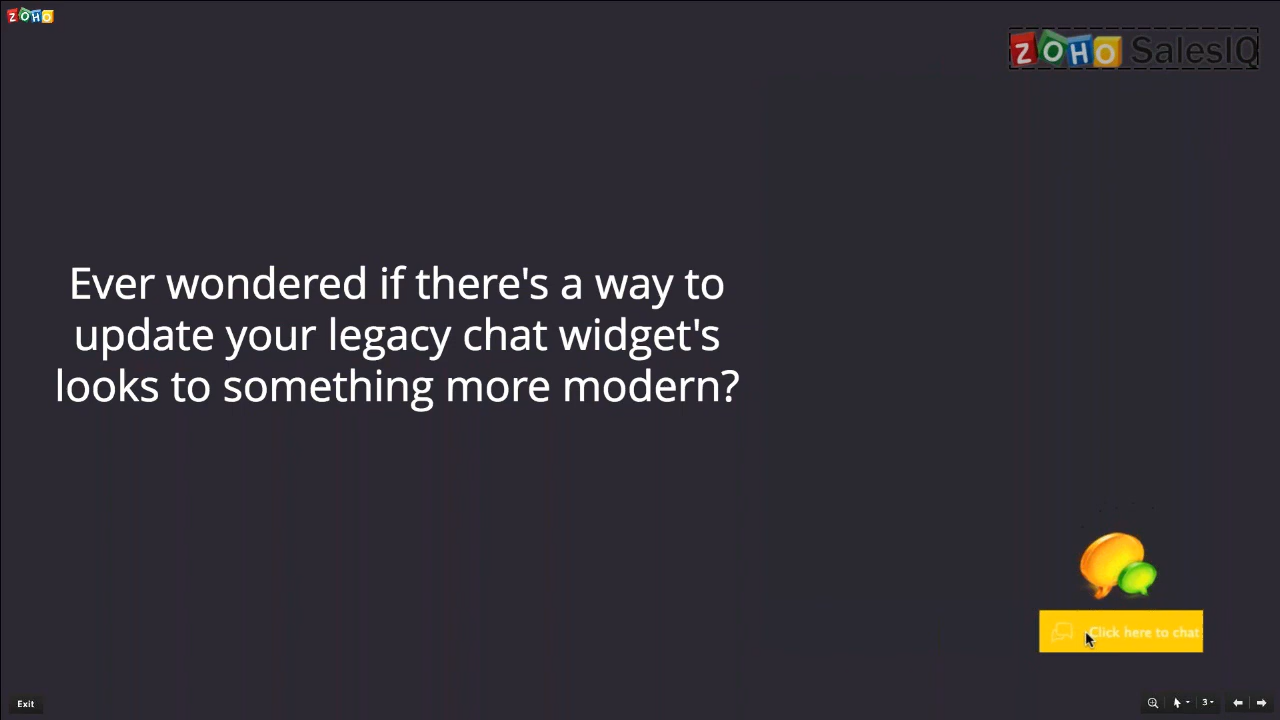 ZOHO
ZOHO SalesIQ
Ever wondered if there's a way to
update your legacy chat widget's
looks to something more modern?
Click here to chat
Exit
3